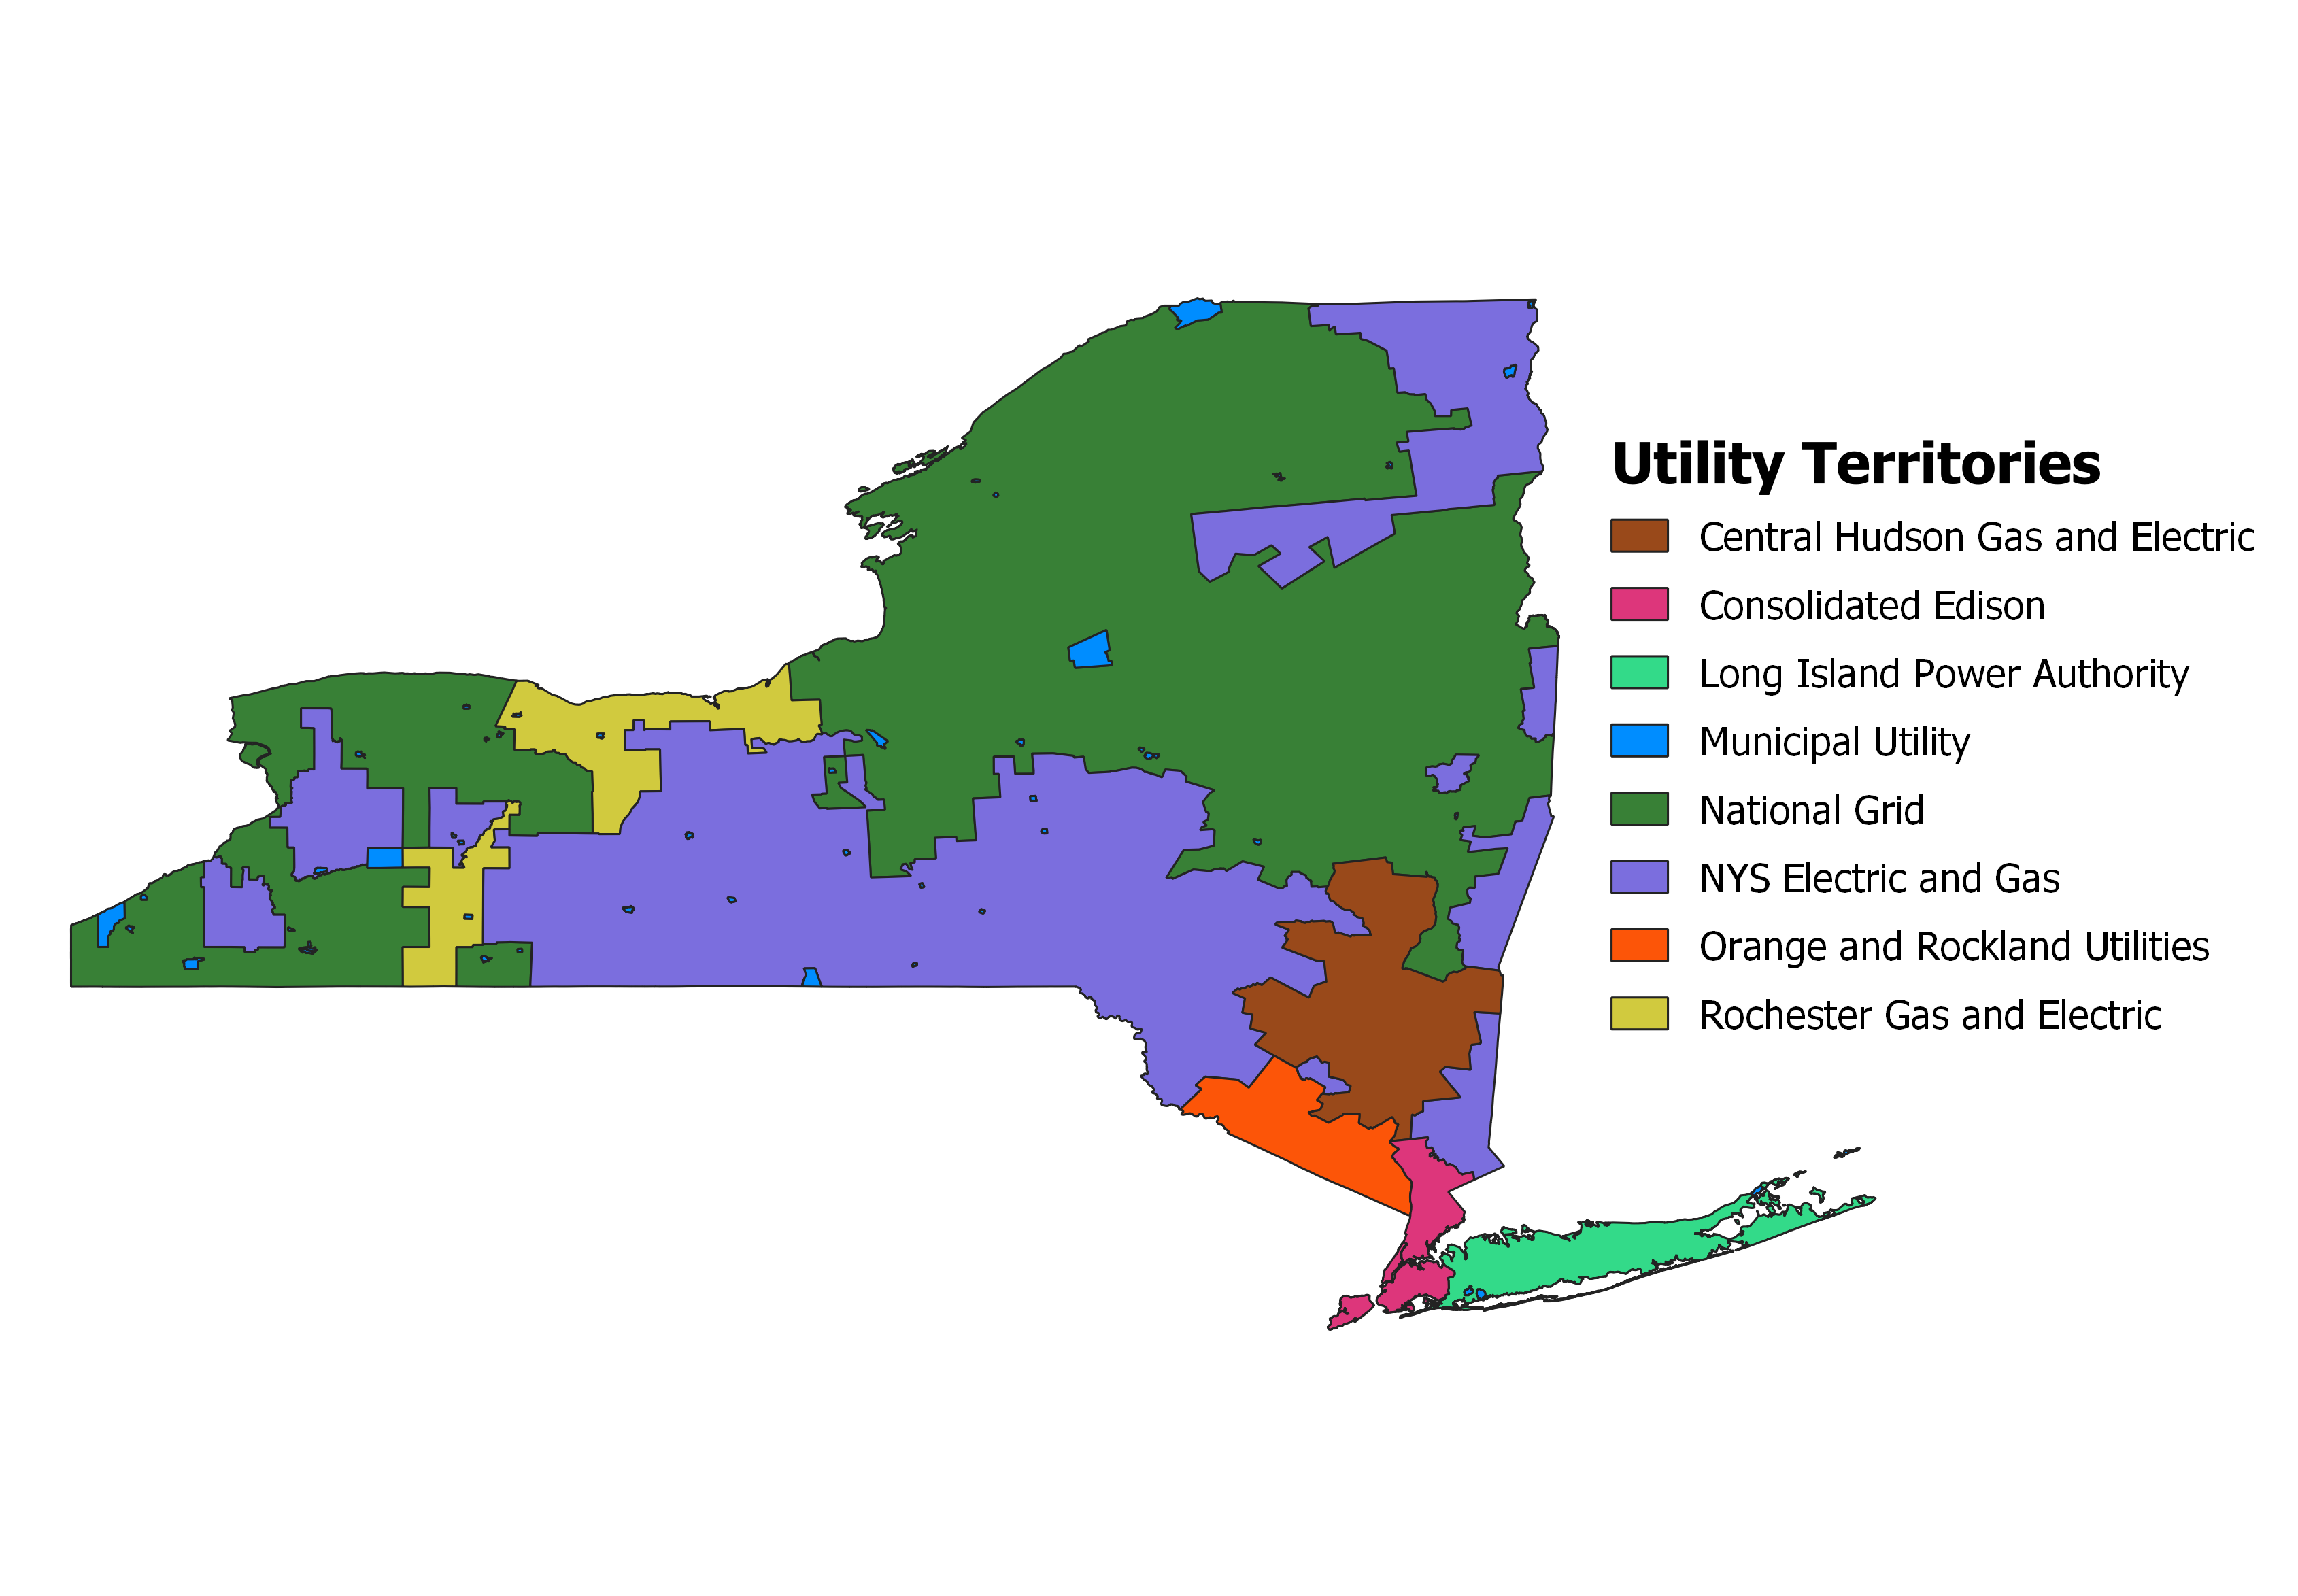 Utility Territories
Central Hudson Gas and Electric
Consolidated Edison
Long Island Power Authority
Municipal Utility
National Grid
NYS Electric and Gas
Orange and Rockland Utilities
Rochester Gas and Electric